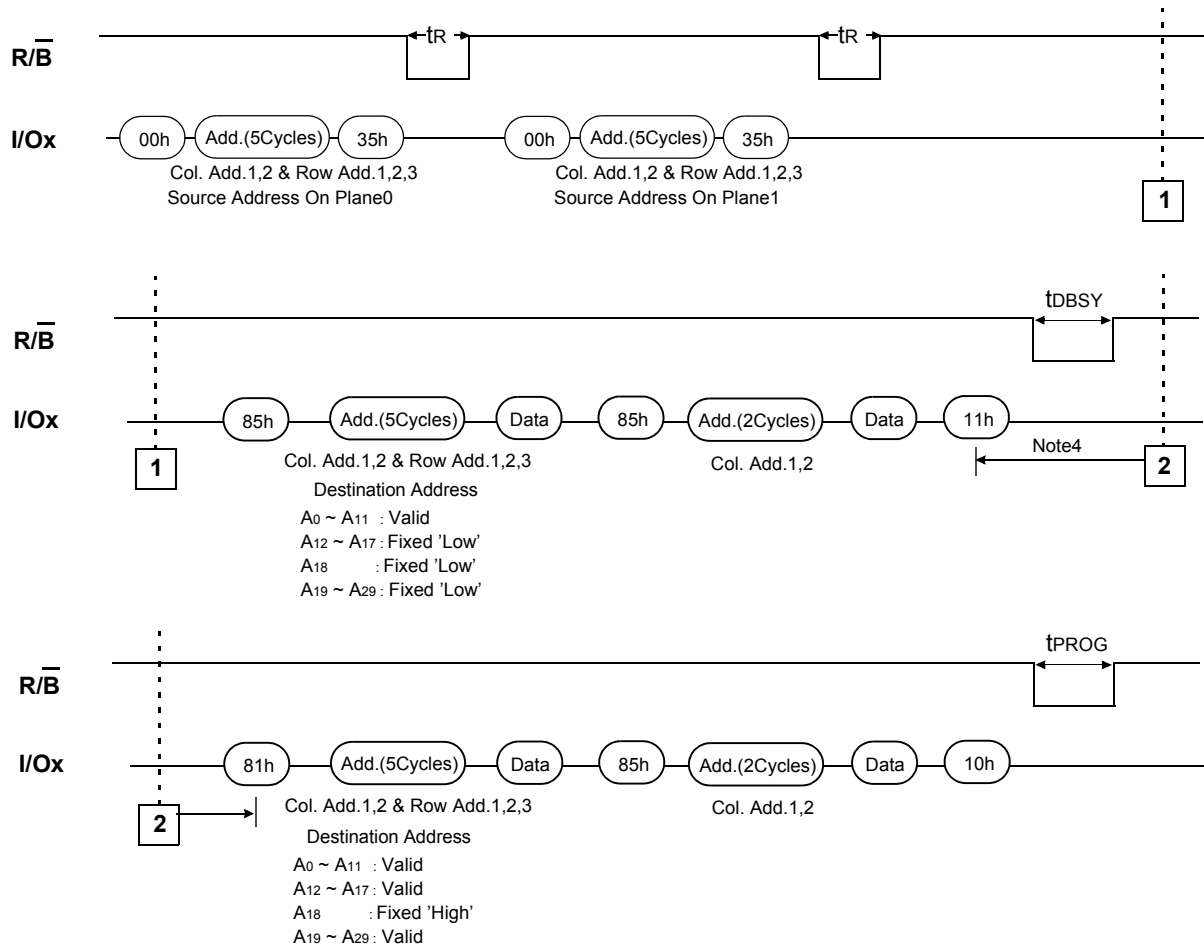 tR tR
R/B
I/Ox 00h Add.(5Cycles) 35h 00h Add.(5Cycles) 35h
Col. Add.1,2 & Row Add.1,2,3 Col. Add.1,2 & Row Add.1,2,3
Source Address On Plane0 Source Address On Plane1
1
tDBSY
R/B
I/Ox 85h Add.(5Cycles) Data 85h Add.(2Cycles) Data 11h
Note4
1 Col. Add.1,2 & Row Add.1,2,3 Col. Add.1,2 2
Destination Address
A0 ~ A11 : Valid
A12 ~ A17 : Fixed 'Low'
A18 : Fixed 'Low'
A19 ~ A29 : Fixed 'Low'
tPROG
R/B
I/Ox 81h Add.(5Cycles) Data 85h Add.(2Cycles) Data 10h
2 Col. Add.1,2 & Row Add.1,2,3 Col. Add.1,2
Destination Address
A0 ~ A11 : Valid
A12 ~ A17 : Valid
A18 : Fixed 'High'
A19 ~ A29 : Valid